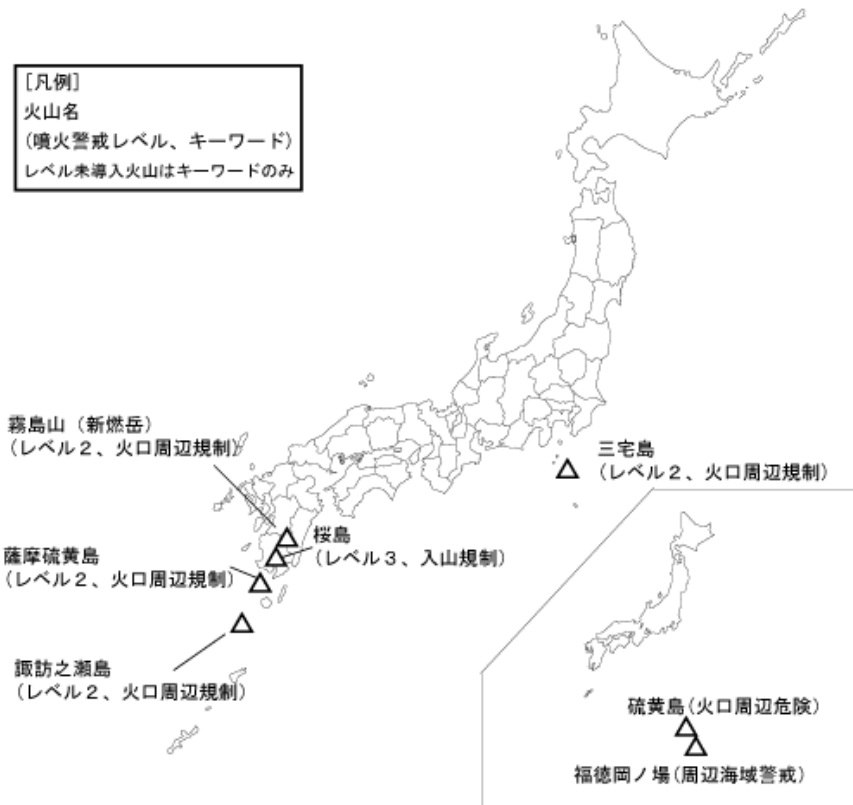 ［凡例］
火山名
（噴火警戒レベル、キーワード）
レベル未導入火山はキーワードのみ
霧島山（新燃岳）
（レベル２、火口周辺規制）
三宅島
（レベル２、火口周辺規制）
桜島
（レベル３、入山規制）
薩摩硫黄島
（レベル２、火口周辺規制）
諏訪之瀬島
（レベル２、火口周辺規制）
硫黄島（火口周辺危険）
福徳岡ノ場（周辺海域警戒）